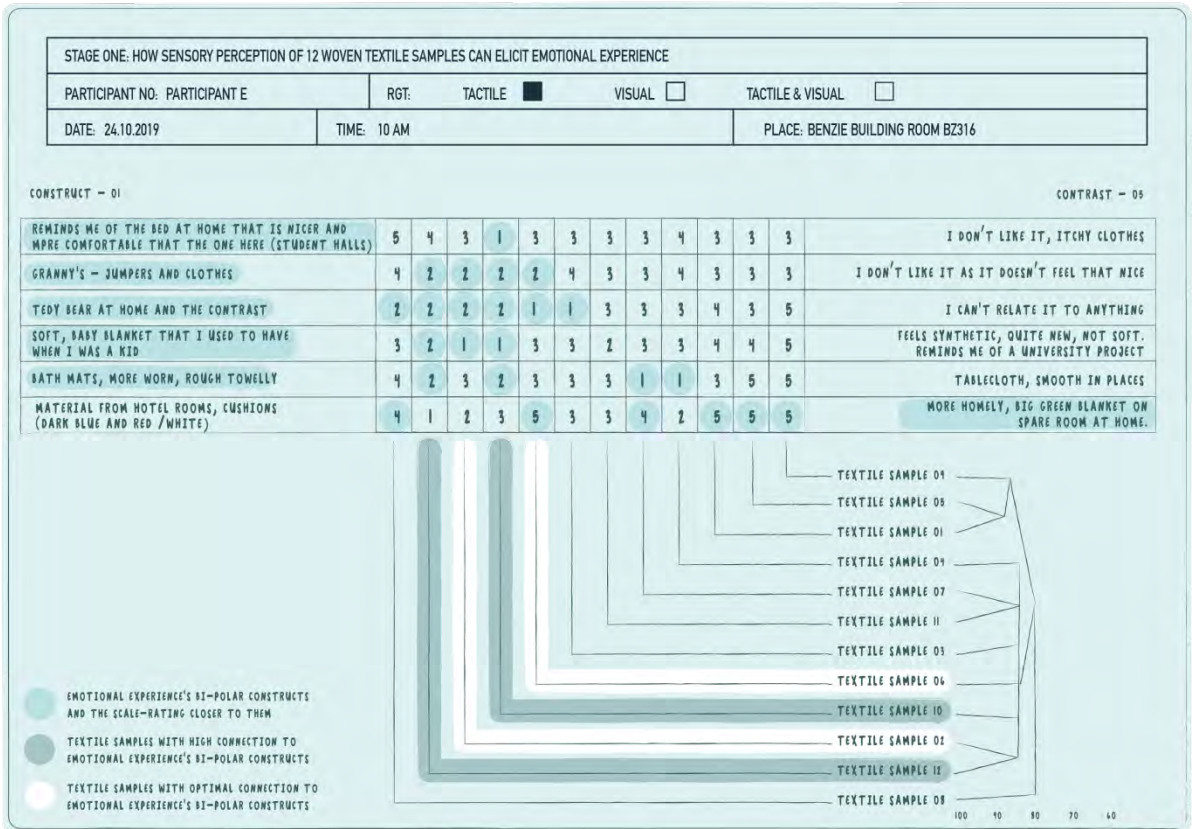 STAGE ONE: HOW SENSORY PERCEPTION OF 12 WOVEN TEXTILE SAMPLES CAN ELICIT EMOTIONAL EXPERIENCE
PARTICIPANT NO: PARTICIPANT E RGT: TACTILE VISUAL TACTILE & VISUAL
DATE: 24.10.2019 TIME: 10 AM PLACE: BENZIE BUILDING ROOM BZ316
CONSTRUCT - 01 CONTRAST - 05
REMINDS ME OF THE BED AT HOME THAT IS NICER AND
MPRE COMFORTABLE THAT THE ONE HERE (STUDENT HALLS) 5 4 3 1 3 3 3 3 4 3 3 3 I DON'T LIKE IT, ITCHY CLOTHES
GRANNY'S - JUMPERS AND CLOTHES 4 2 2 2 2 4 3 3 4 3 3 3 I DON'T LIKE IT AS IT DOESN'T FEEL THAT NICE
TEDY BEAR AT HOME AND THE CONTRAST 2 2 2 2 1 1 3 3 3 4 3 5 I CAN'T RELATE IT TO ANYTHING
SOFT, BABY BLANKET THAT I USED TO HAVE
WHEN I WAS A KID 3 2 1 1 3 3 2 3 3 4 4 5 FEELS SYNTHETIC, QUITE NEW, NOT SOFT.
REMINDS ME OF A UNIVERSITY PROJECT
BATH MATS, MORE WORN, ROUGH TOWELLY 4 2 3 2 3 3 3 1 1 3 5 5 TABLECLOTH, SMOOTH IN PLACES
MATERIAL FROM HOTEL ROOMS, CUSHIONS
(DARK BLUE AND RED /WHITE) 4 1 2 3 5 3 3 4 2 5 5 5 MORE HOMELY, BIG GREEN BLANKET ON
SPARE ROOM AT HOME.
TEXTILE SAMPLE 09
TEXTILE SAMPLE 05
TEXTILE SAMPLE 01
TEXTILE SAMPLE 04
TEXTILE SAMPLE 07
TEXTILE SAMPLE 11
TEXTILE SAMPLE 03
TEXTILE SAMPLE 06
TEXTILE SAMPLE 10
TEXTILE SAMPLE 02
TEXTILE SAMPLE 12
TEXTILE SAMPLE 08
100 90 80 70 60
EMOTIONAL EXPERIENCE'S BI-POLAR CONSTRUCTS
AND THE SCALE-RATING CLOSER TO THEM
TEXTILE SAMPLES WITH HIGH CONNECTION TO
EMOTIONAL EXPERIENCE'S BI-POLAR CONSTRUCTS
TEXTILE SAMPLES WITH OPTIMAL CONNECTION TO
EMOTIONAL EXPERIENCE'S BI-POLAR CONSTRUCTS